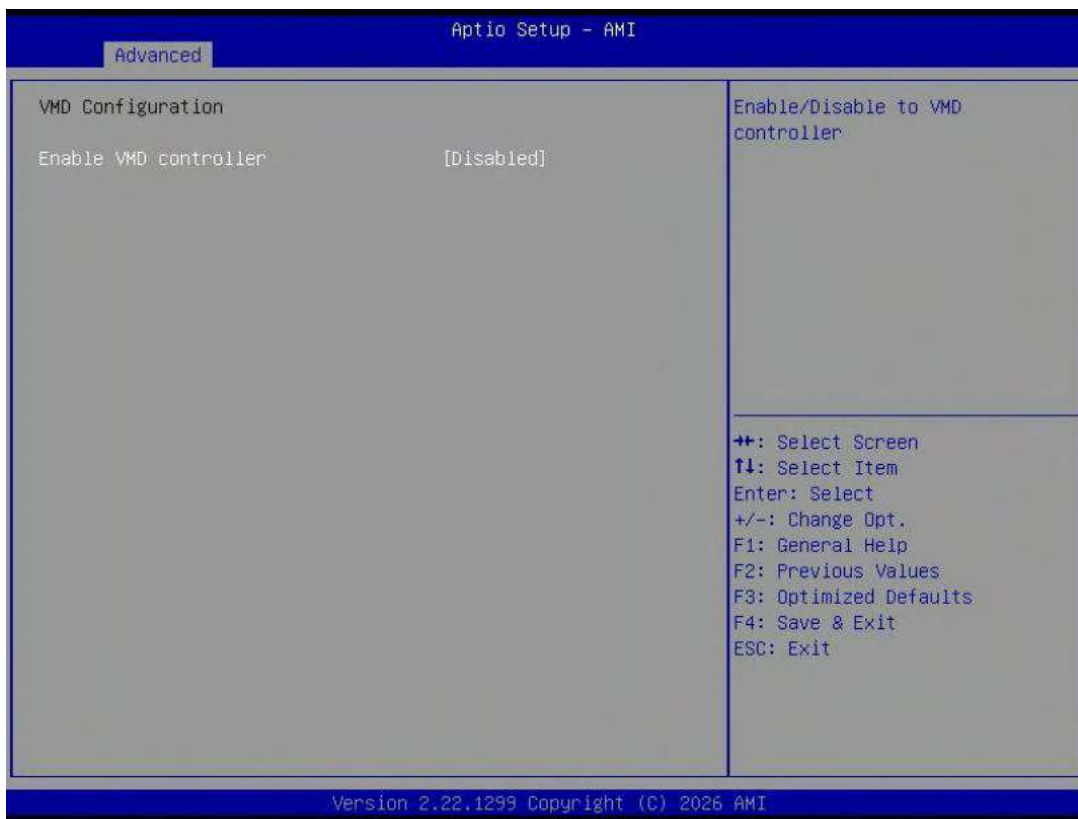 Aptio Setup - AMI
Advanced
VMD Configuration
Enable VMD controller [Disabled]
Enable/Disable to VMD
controller
→←: Select Screen
↑↓: Select Item
Enter: Select
+/-: Change Opt.
F1: General Help
F2: Previous Values
F3: Optimized Defaults
F4: Save & Exit
ESC: Exit
Version 2.22.1299 Copyright (C) 2026 AMI